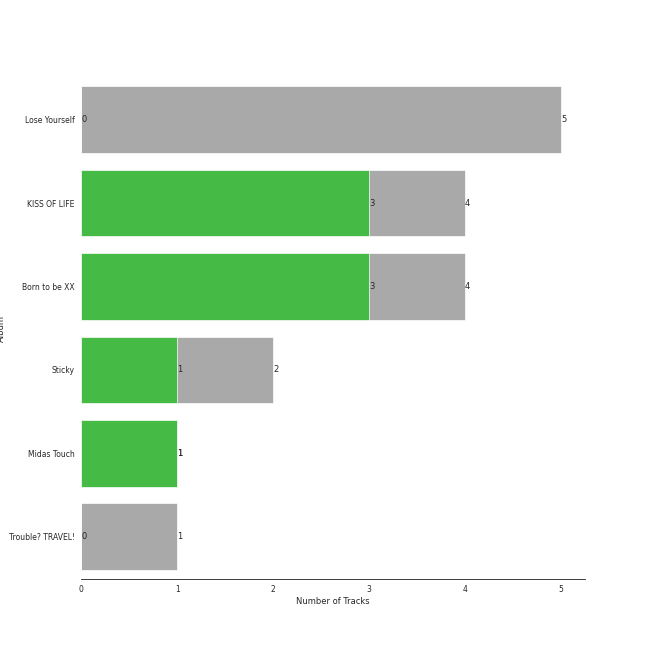 Lose Yourself 0 5
KISS OF LIFE 3 4
Born to be XX 3 4
Album
Sticky 1 2
Midas Touch 1
Trouble? TRAVEL! 0 1
0 1 2 3 4 5
Number of Tracks